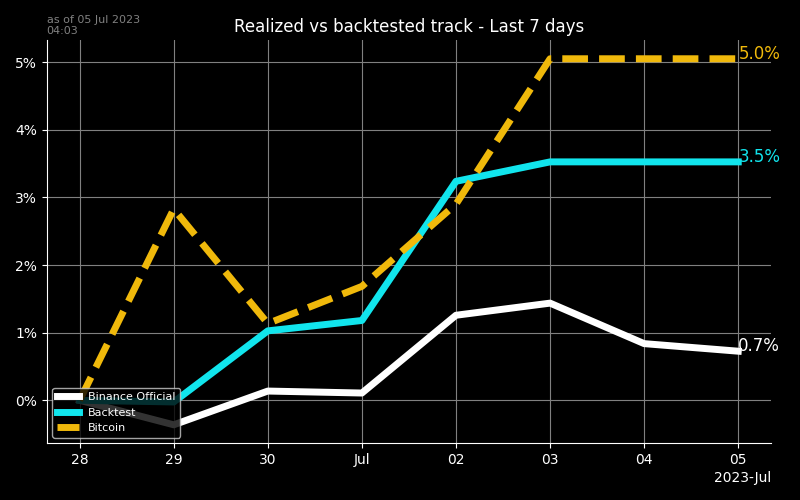 as of 05 Jul 2023
04:03
Realized vs backtested track - Last 7 days
5%
4%
3%
2%
1%
0%
5.0%
3.5%
0.7%
Binance Official
Backtest
Bitcoin
28 29 30 Jul 02 03 04 05
2023-Jul